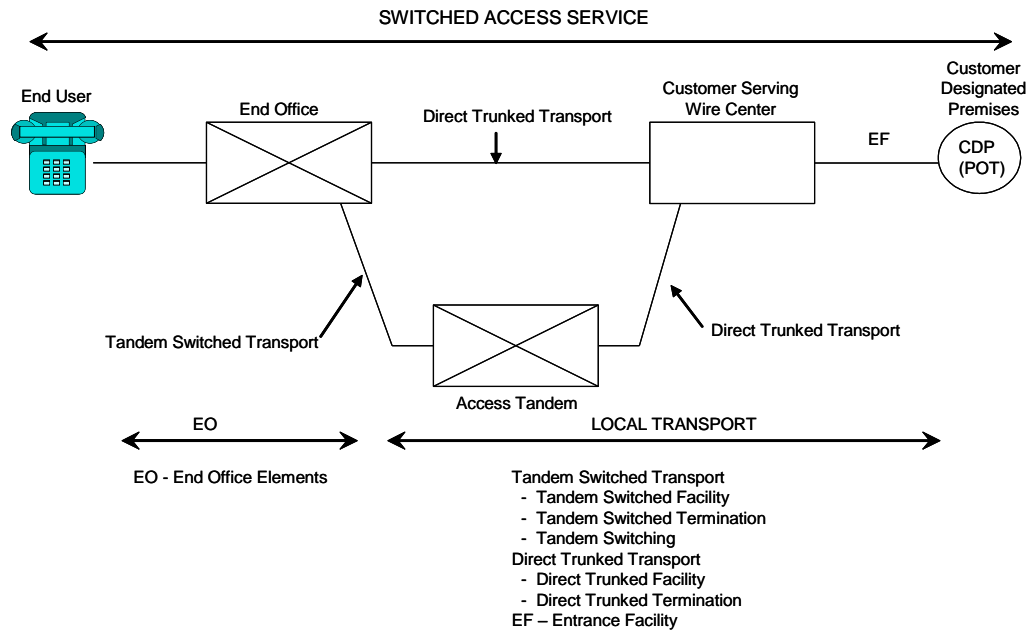 SWITCHED ACCESS SERVICE
End User
End Office
Direct Trunked Transport
Customer Serving
Wire Center
EF
Customer
Designated
Premises
CDP
(POT)
Tandem Switched Transport
Direct Trunked Transport
Access Tandem
EO
LOCAL TRANSPORT
EO - End Office Elements
Tandem Switched Transport
- Tandem Switched Facility
- Tandem Switched Termination
- Tandem Switching
Direct Trunked Transport
- Direct Trunked Facility
- Direct Trunked Termination
EF – Entrance Facility